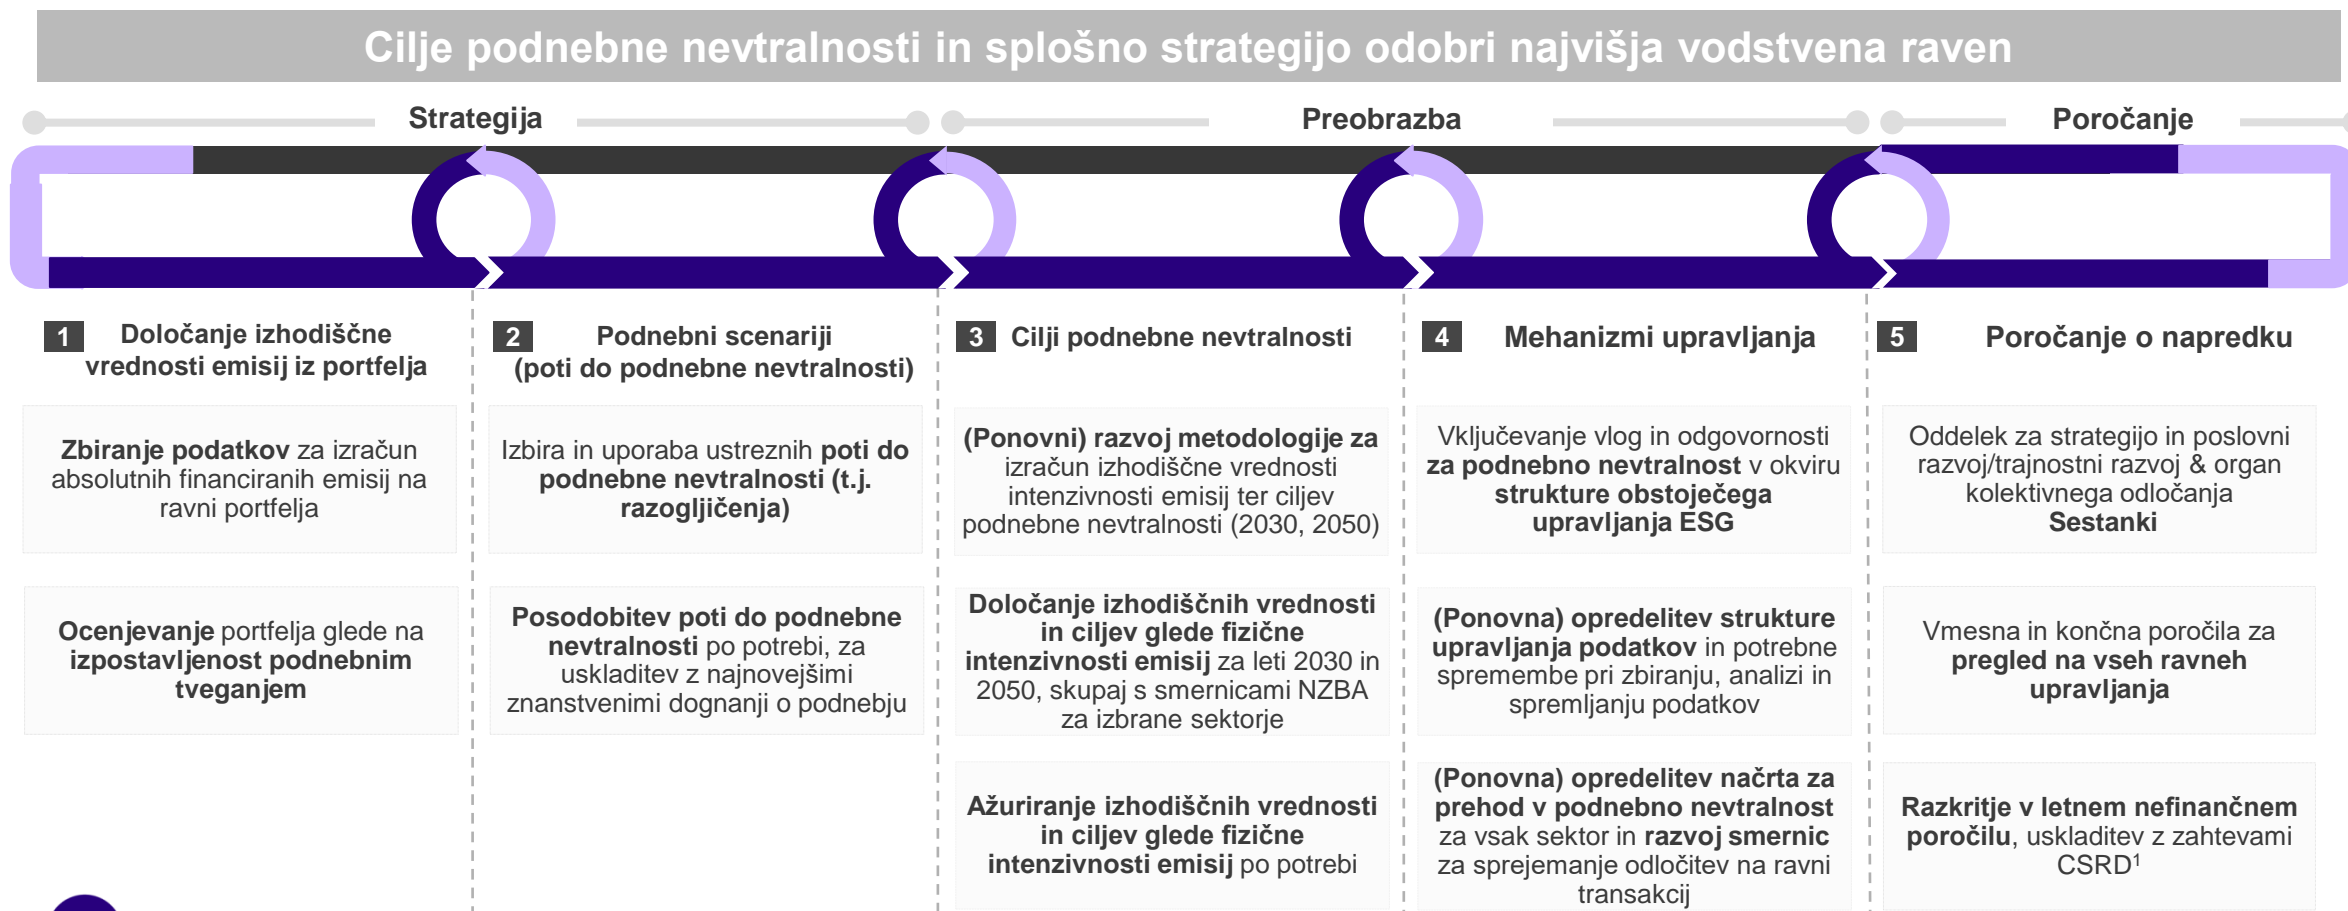 Cilje podnebne nevtralnosti in splošno strategijo odobri najvišja vodstvena raven
Strategija
Preobrazba
Poročanje
1
Določanje izhodiščne
vrednosti emisij iz portfelja
Zbiranje podatkov za izračun
absolutnih financiranih emisij na
ravni portfelja
Ocenjevanje portfelja glede na
izpostavljenost podnebnim
tveganjem
2
Podnebni scenariji
(poti do podnebne nevtralnosti)
Izbira in uporaba ustreznih poti do
podnebne nevtralnosti (t.j.
razogljičenja)
Posodobitev poti do podnebne
nevtralnosti po potrebi, za
uskladitev z najnovejšimi
znanstvenimi dognanji o podnebju
3
Cilji podnebne nevtralnosti
(Ponovni) razvoj metodologije za
izračun izhodiščne vrednosti
intenzivnosti emisij ter ciljev
podnebne nevtralnosti (2030, 2050)
Določanje izhodiščnih vrednosti
in ciljev glede fizične
intenzivnosti emisij za leti 2030 in
2050, skupaj s smernicami NZBA
za izbrane sektorje
Ažuriranje izhodiščnih vrednosti
in ciljev glede fizične
intenzivnosti emisij po potrebi
4
Mehanizmi upravljanja
Vključevanje vlog in odgovornosti
za podnebno nevtralnost v okviru
strukture obstoječega
upravljanja ESG
(Ponovna) opredelitev strukture
upravljanja podatkov in potrebne
spremembe pri zbiranju, analizi in
spremljanju podatkov
(Ponovna) opredelitev načrta za
prehod v podnebno nevtralnost
za vsak sektor in razvoj smernic
za sprejemanje odločitev na ravni
transakcij
5
Poročanje o napredku
Oddelek za strategijo in poslovni
razvoj/trajnostni razvoj & organ
kolektivnega odločanja
Sestanki
Vmesna in končna poročila za
pregled na vseh ravneh
upravljanja
Razkritje v letnem nefinančnem
poročilu, uskladitev z zahtevami
CSRD¹